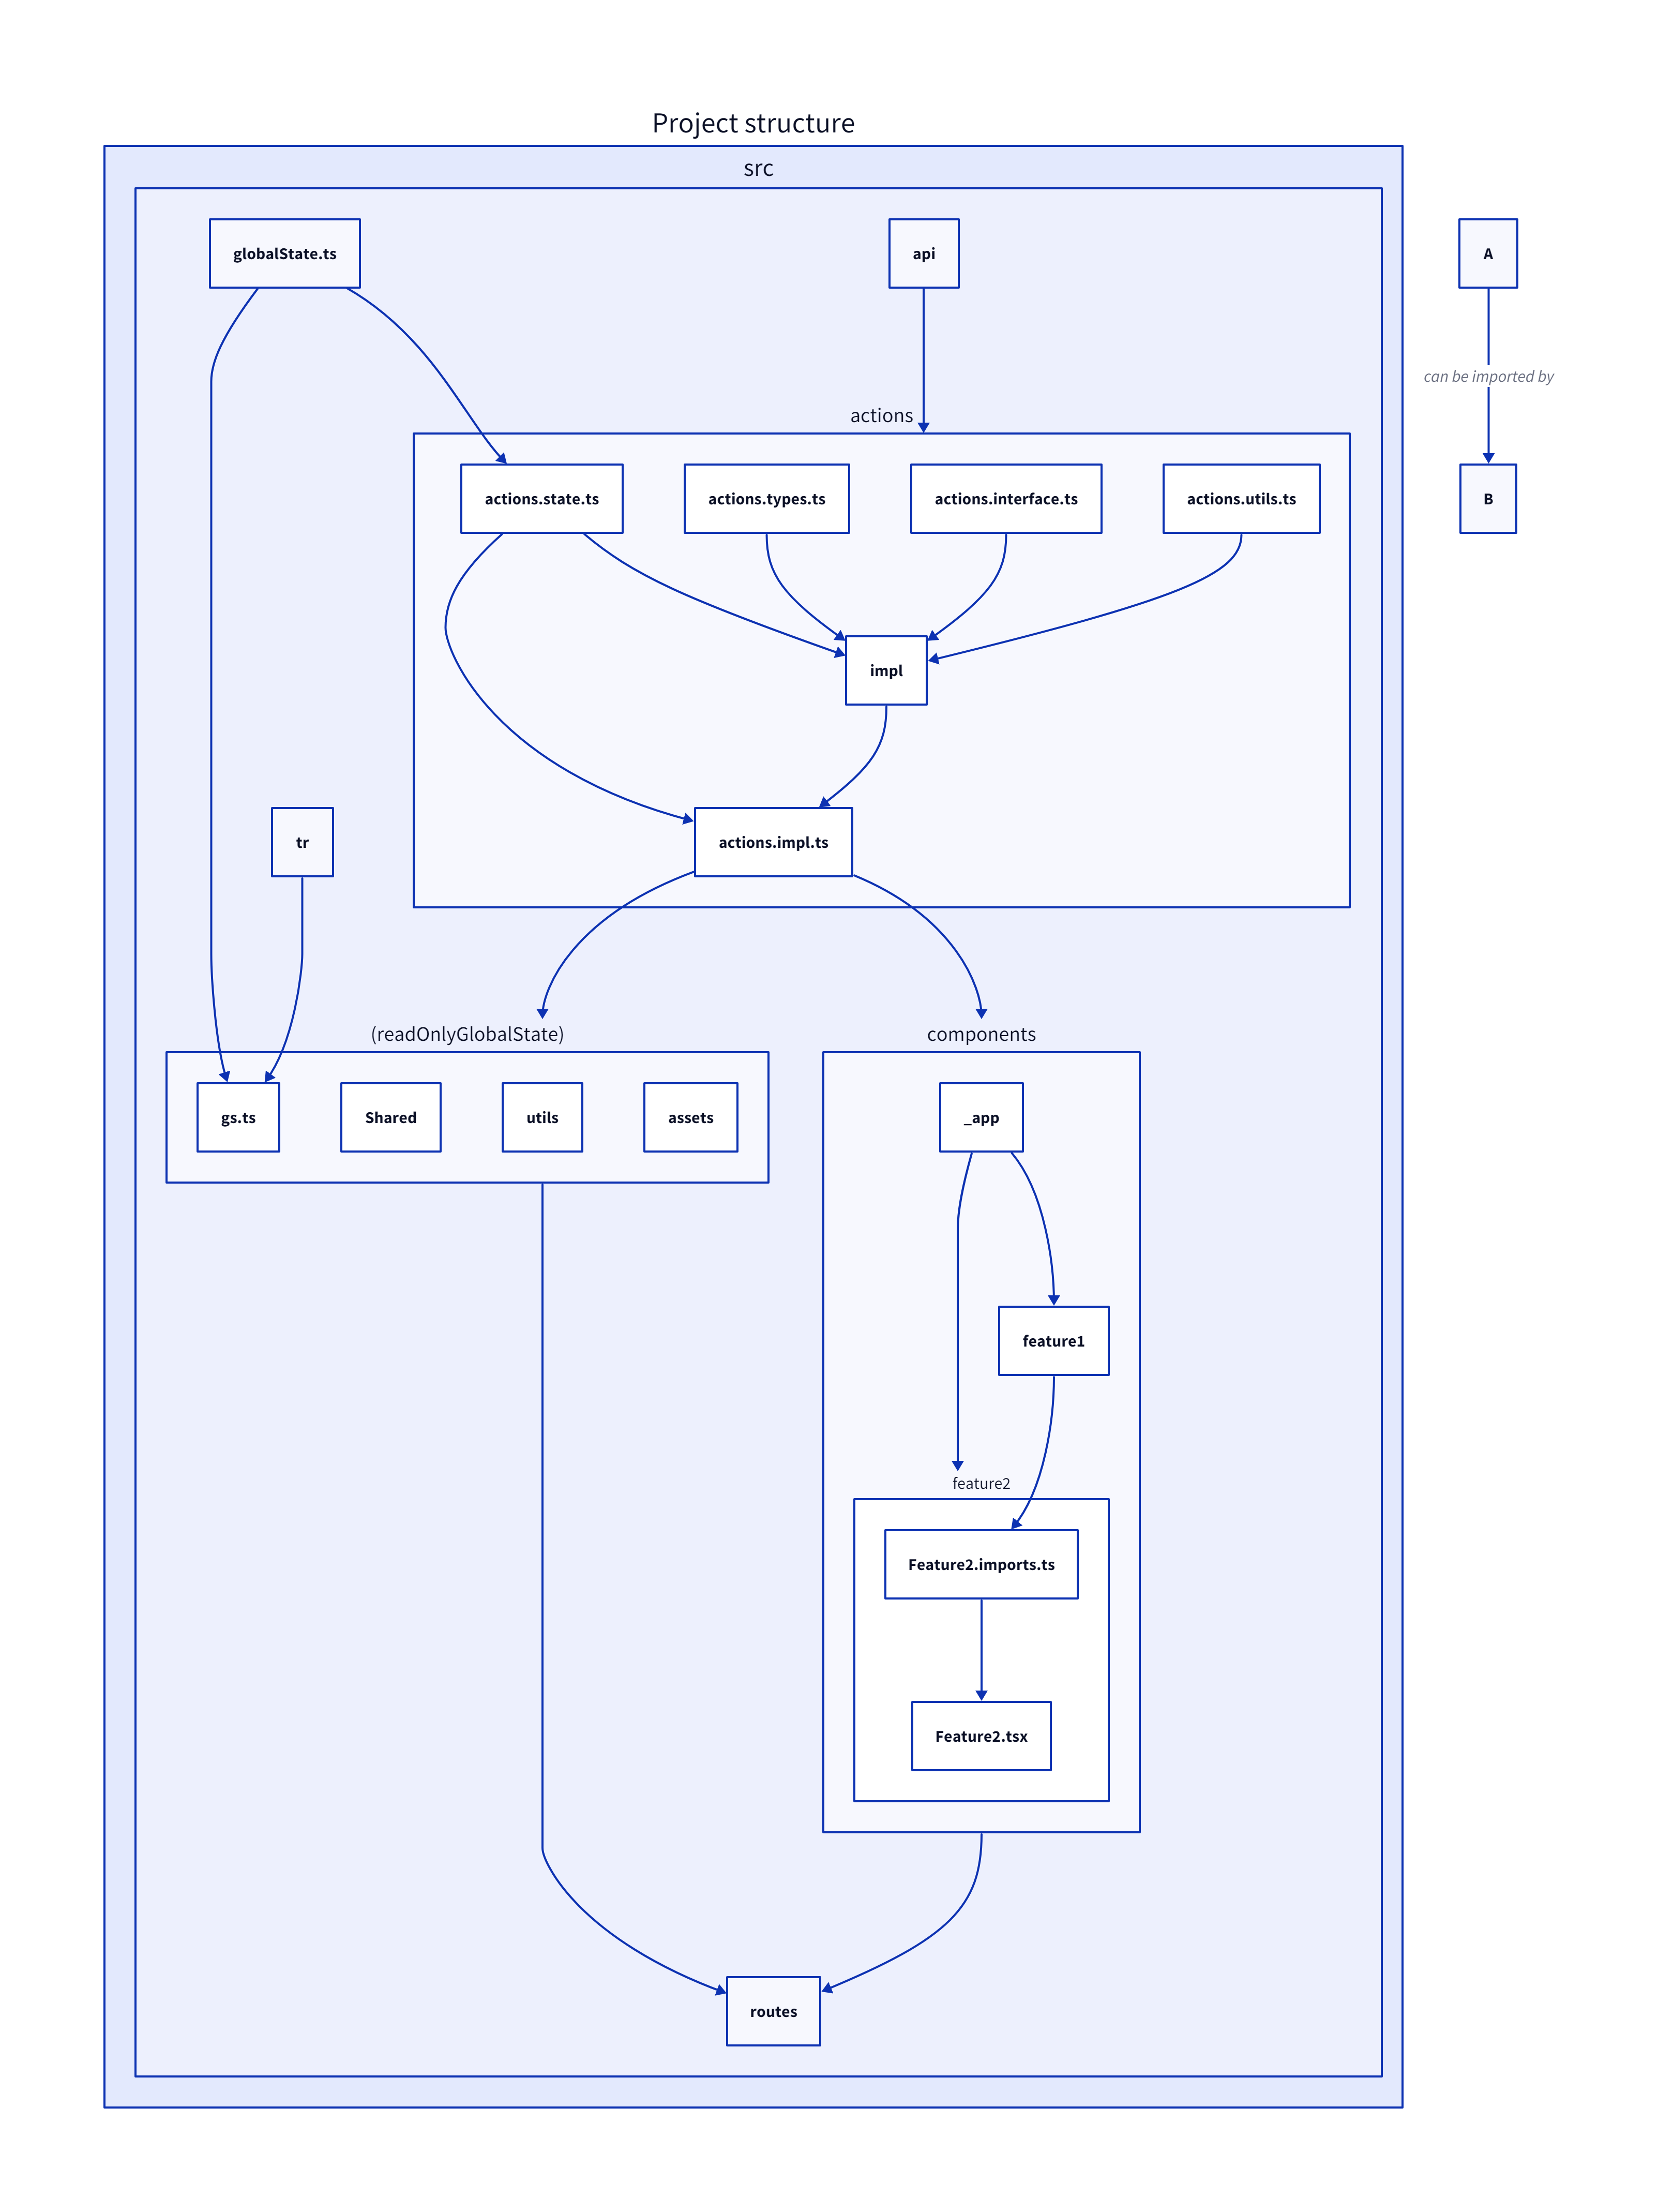 Project structure
src
globalState.ts
api
A
can be imported by
actions
actions.state.ts
actions.types.ts
actions.interface.ts
actions.utils.ts
B
impl
tr
actions.impl.ts
(readOnlyGlobalState)
components
gs.ts
Shared
utils
assets
_app
feature1
feature2
Feature2.imports.ts
Feature2.tsx
routes